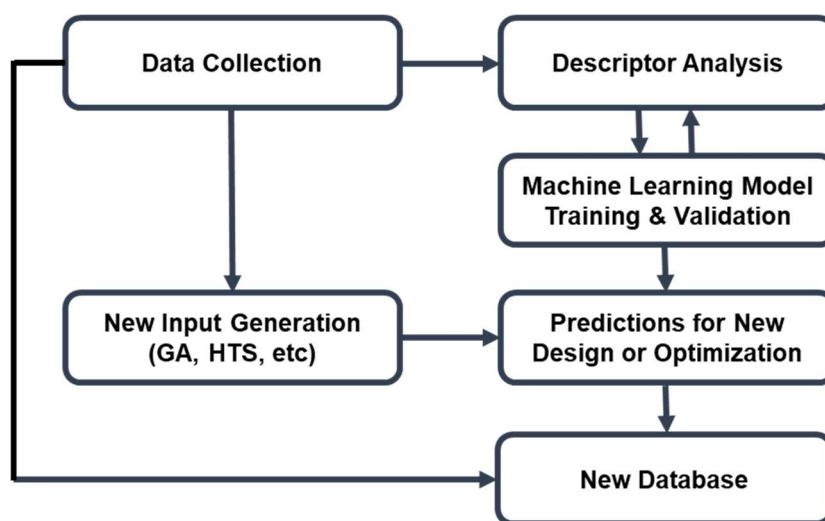 Data Collection
Descriptor Analysis
Machine Learning Model
Training & Validation
New Input Generation
(GA, HTS, etc)
Predictions for New
Design or Optimization
New Database